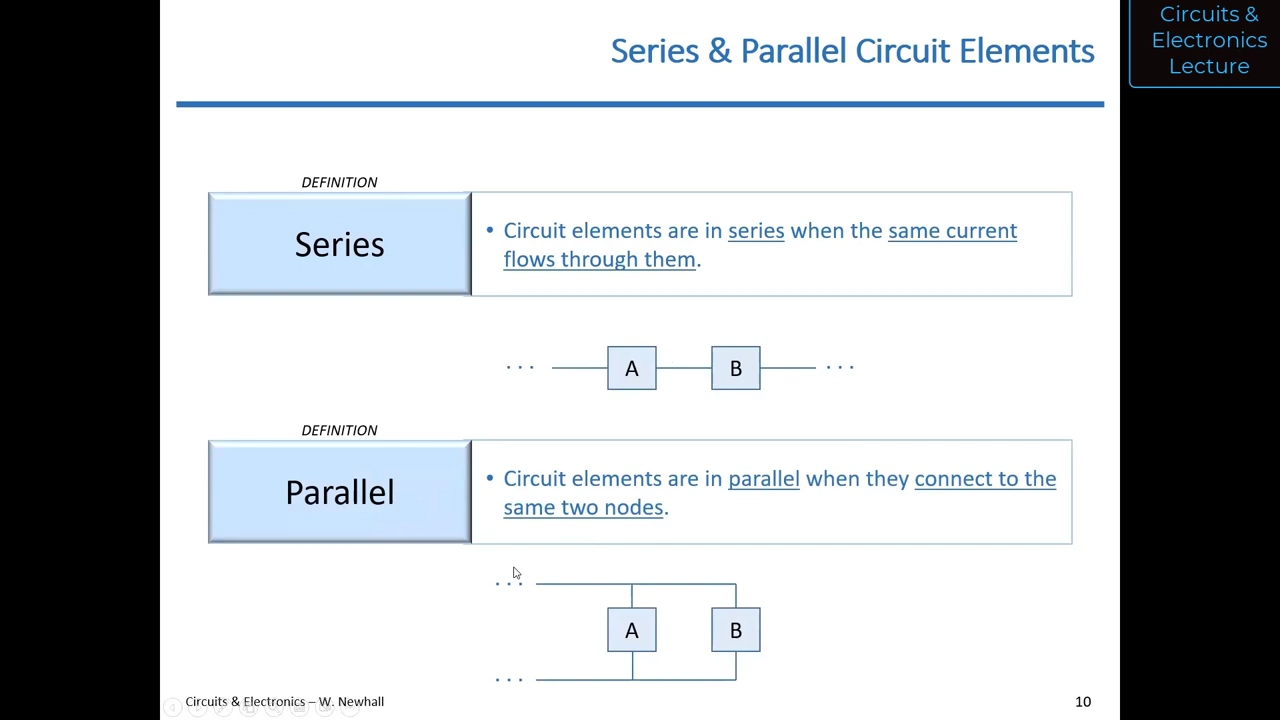 Series & Parallel Circuit Elements
Circuits &
Electronics
Lecture
DEFINITION
Series
• Circuit elements are in series when the same current
flows through them.
. . . A B . . .
DEFINITION
Parallel
• Circuit elements are in parallel when they connect to the
same two nodes.
. . .
A B
. . .
Circuits & Electronics – W. Newhall
10